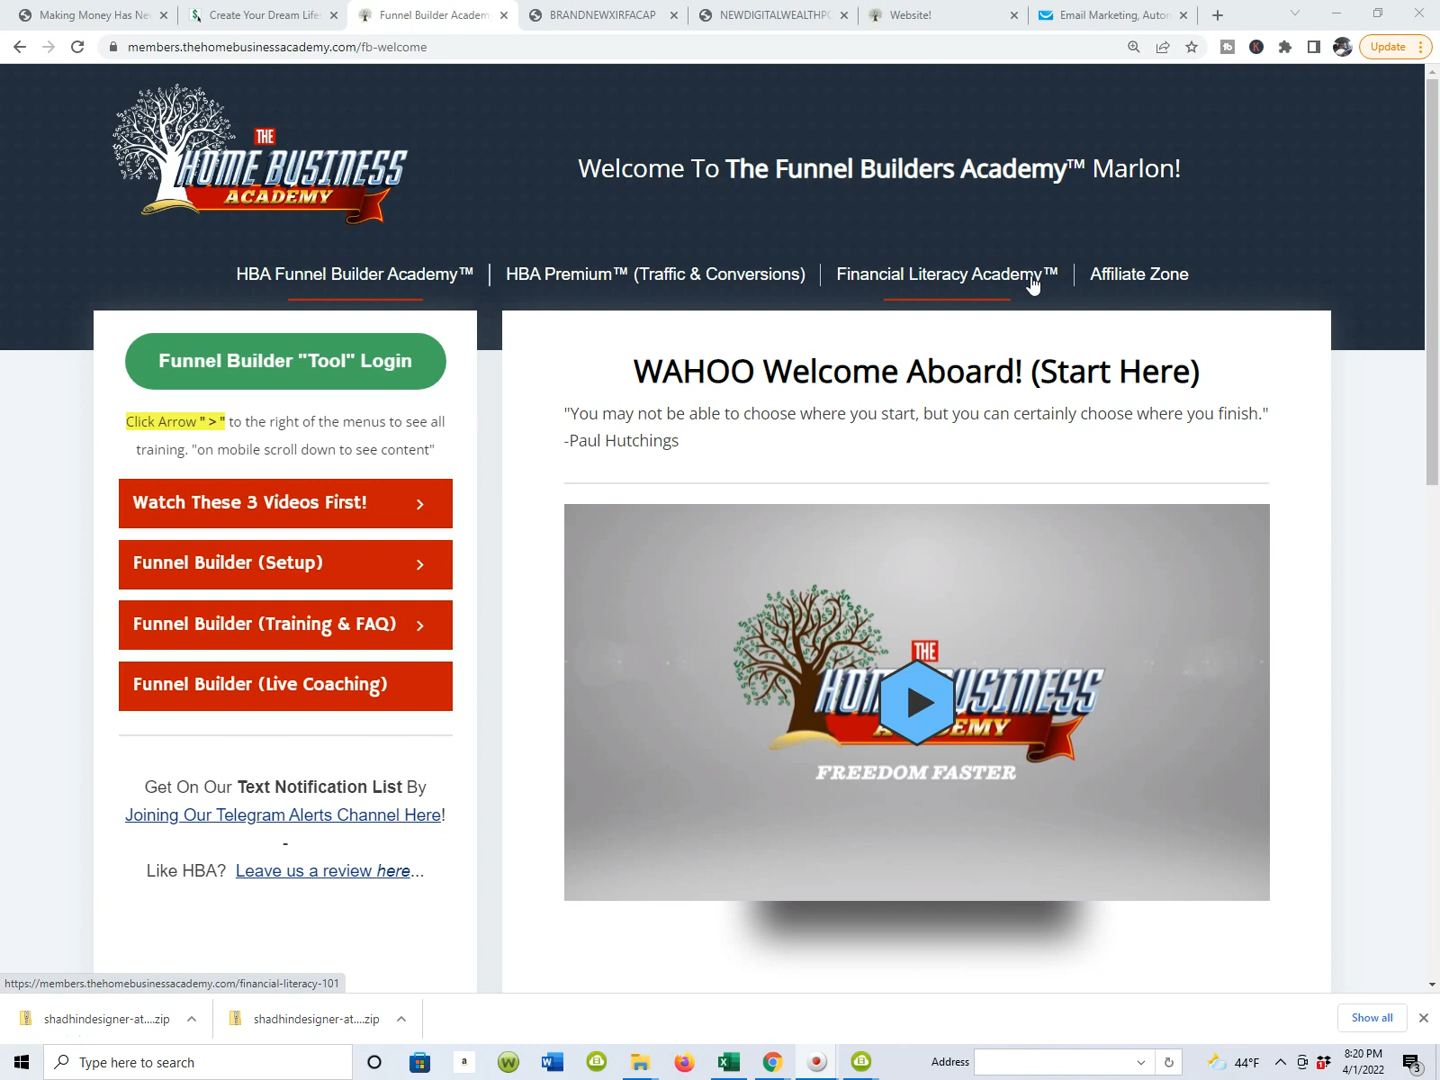 Making Money Has Ne
Create Your Dream Life
Funnel Builder Academ
BRANDNEWXIRFACAP
NEWDIGITALWEALTHPO
Website!
Email Marketing, Autom
members.thehomebusinessacademy.com/fb-welcome
Update
THE
HOME BUSINESS
ACADEMY
Welcome To The Funnel Builders Academy™ Marlon!
HBA Funnel Builder Academy™
HBA Premium™ (Traffic & Conversions)
Financial Literacy Academy™
Affiliate Zone
Funnel Builder "Tool" Login
Click Arrow " > " to the right of the menus to see all
training. "on mobile scroll down to see content"
Watch These 3 Videos First!
Funnel Builder (Setup)
Funnel Builder (Training & FAQ)
Funnel Builder (Live Coaching)
Get On Our Text Notification List By
Joining Our Telegram Alerts Channel Here!
-
Like HBA? Leave us a review here...
WAHOO Welcome Aboard! (Start Here)
"You may not be able to choose where you start, but you can certainly choose where you finish."
-Paul Hutchings
THE
HOME BUSINESS
ACADEMY
FREEDOM FASTER
https://members.thehomebusinessacademy.com/financial-literacy-101
shadhindesigner-at....zip
shadhindesigner-at....zip
Show all
Type here to search
Address
44°F
8:20 PM
4/1/2022
3